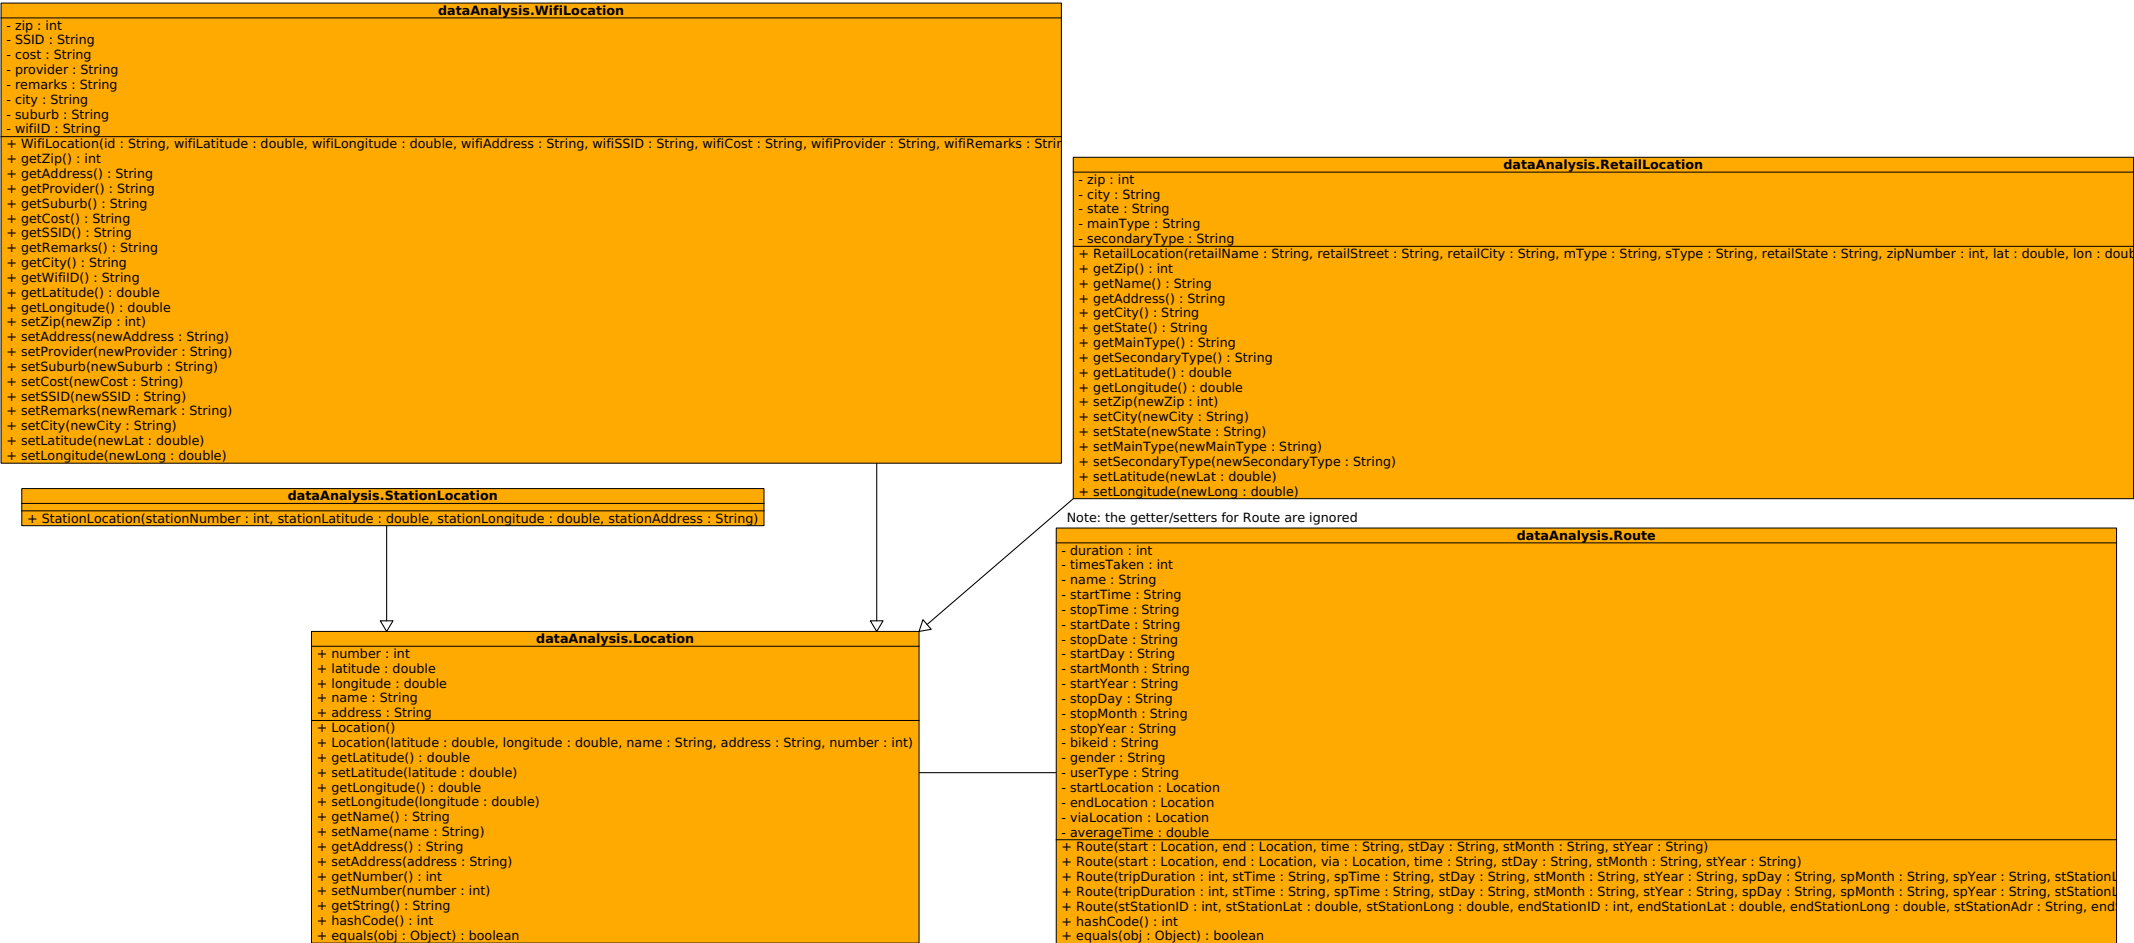 dataAnalysis.WifiLocation
- zip : int
- SSID : String
- cost : String
- provider : String
- remarks : String
- city : String
- suburb : String
- wifiID : String
+ WifiLocation(id : String, wifiLatitude : double, wifiLongitude : double, wifiAddress : String, wifiSSID : String, wifiCost : String, wifiProvider : String, wifiRemarks : Strin
+ getZip() : int
+ getAddress() : String
+ getProvider() : String
+ getSuburb() : String
+ getCost() : String
+ getSSID() : String
+ getRemarks() : String
+ getCity() : String
+ getWifiID() : String
+ getLatitude() : double
+ getLongitude() : double
+ setZip(newZip : int)
+ setAddress(newAddress : String)
+ setProvider(newProvider : String)
+ setSuburb(newSuburb : String)
+ setCost(newCost : String)
+ setSSID(newSSID : String)
+ setRemarks(newRemark : String)
+ setCity(newCity : String)
+ setLatitude(newLat : double)
+ setLongitude(newLong : double)
dataAnalysis.RetailLocation
- zip : int
- city : String
- state : String
- mainType : String
- secondaryType : String
+ RetailLocation(retailName : String, retailStreet : String, retailCity : String, mType : String, sType : String, retailState : String, zipNumber : int, lat : double, lon : doub
+ getZip() : int
+ getName() : String
+ getAddress() : String
+ getCity() : String
+ getState() : String
+ getMainType() : String
+ getSecondaryType() : String
+ getLatitude() : double
+ getLongitude() : double
+ setZip(newZip : int)
+ setCity(newCity : String)
+ setState(newState : String)
+ setMainType(newMainType : String)
+ setSecondaryType(newSecondaryType : String)
+ setLatitude(newLat : double)
+ setLongitude(newLong : double)
dataAnalysis.StationLocation
+ StationLocation(stationNumber : int, stationLatitude : double, stationLongitude : double, stationAddress : String)
Note: the getter/setters for Route are ignored
dataAnalysis.Location
+ number : int
+ latitude : double
+ longitude : double
+ name : String
+ address : String
+ Location()
+ Location(latitude : double, longitude : double, name : String, address : String, number : int)
+ getLatitude() : double
+ setLatitude(latitude : double)
+ getLongitude() : double
+ setLongitude(longitude : double)
+ getName() : String
+ setName(name : String)
+ getAddress() : String
+ setAddress(address : String)
+ getNumber() : int
+ setNumber(number : int)
+ getString() : String
+ hashCode() : int
+ equals(obj : Object) : boolean
dataAnalysis.Route
- duration : int
- timesTaken : int
- name : String
- startTime : String
- stopTime : String
- startDate : String
- stopDate : String
- startDay : String
- startMonth : String
- startYear : String
- stopDay : String
- stopMonth : String
- stopYear : String
- bikeid : String
- gender : String
- userType : String
- startLocation : Location
- endLocation : Location
- viaLocation : Location
- averageTime : double
+ Route(start : Location, end : Location, time : String, stDay : String, stMonth : String, stYear : String)
+ Route(start : Location, end : Location, via : Location, time : String, stDay : String, stMonth : String, stYear : String)
+ Route(tripDuration : int, stTime : String, spTime : String, stDay : String, stMonth : String, stYear : String, spDay : String, spMonth : String, spYear : String, stStationL
+ Route(tripDuration : int, stTime : String, spTime : String, stDay : String, stMonth : String, stYear : String, spDay : String, spMonth : String, spYear : String, stStationL
+ Route(stStationID : int, stStationLat : double, stStationLong : double, endStationID : int, endStationLat : double, endStationLong : double, stStationAdr : String, end
+ hashCode() : int
+ equals(obj : Object) : boolean